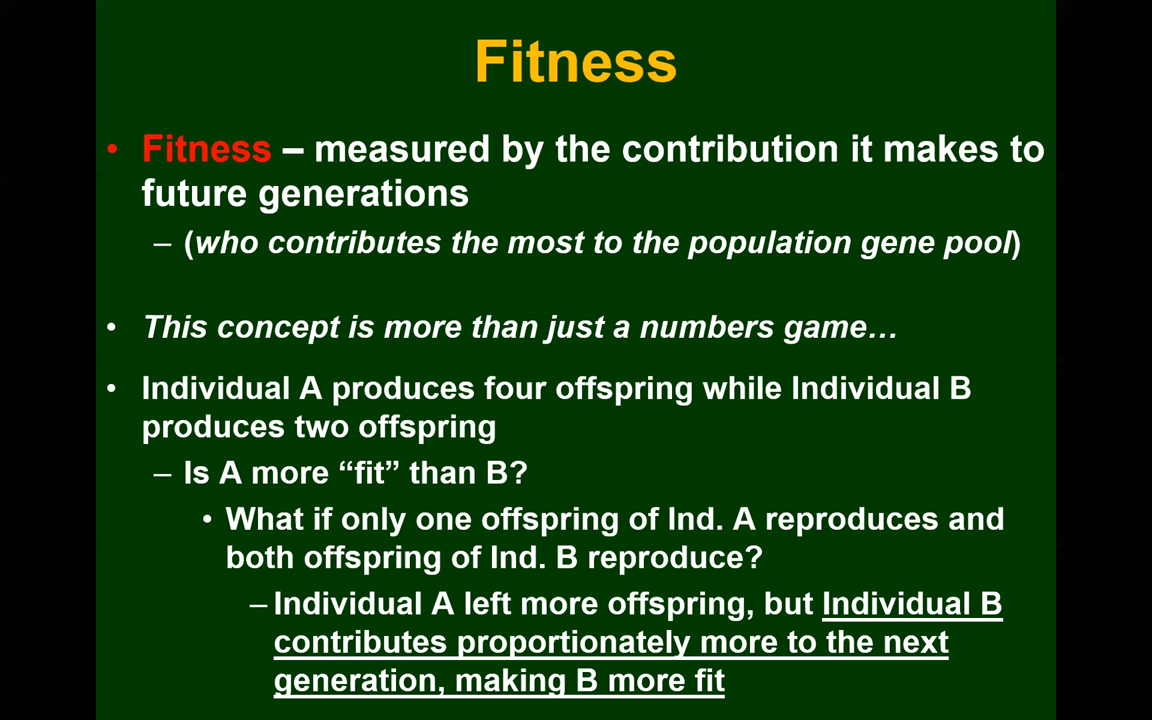 Fitness
• Fitness – measured by the contribution it makes to
future generations
– (who contributes the most to the population gene pool)
• This concept is more than just a numbers game…
• Individual A produces four offspring while Individual B
produces two offspring
– Is A more “fit” than B?
• What if only one offspring of Ind. A reproduces and
both offspring of Ind. B reproduce?
– Individual A left more offspring, but Individual B
contributes proportionately more to the next
generation, making B more fit